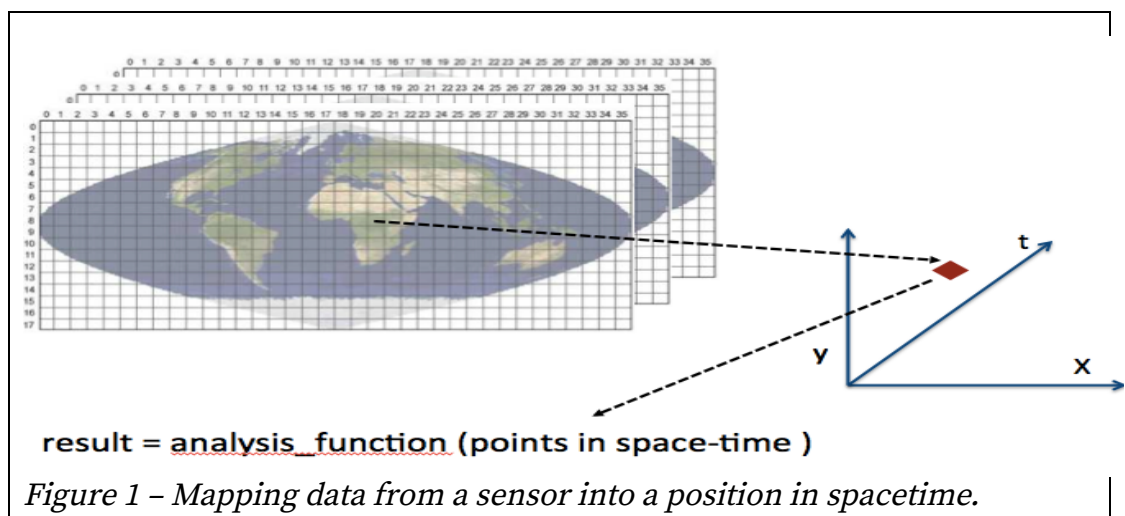 0 1 2 3 4 5 6 7 8 9 10 11 12 13 14 15 16 17 18 19 20 21 22 23 24 25 26 27 28 29 30 31 32 33 34 35
0
0 1 2 3 4 5 6 7 8 9 10 11 12 13 14 15 16 17 18 19 20 21 22 23 24 25 26 27 28 29 30 31 32 33
0
0 1 2 3 4 5 6 7 8 9 10 11 12 13 14 15 16 17 18 19 20 21 22 23 24 25 26 27 28 29 30 31 32 33 34 35
0
1
2
3
4
5
6
7
8
9
10
11
12
13
14
15
16
17
t
y
X
result = analysis_function (points in space-time )
Figure 1 – Mapping data from a sensor into a position in spacetime.